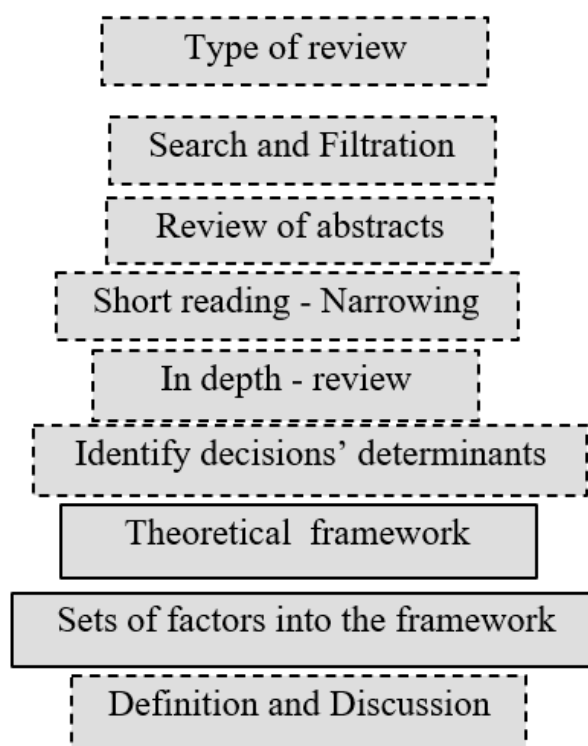 Type of review
Search and Filtration
Review of abstracts
Short reading - Narrowing
In depth - review
Identify decisions’ determinants
Theoretical framework
Sets of factors into the framework
Definition and Discussion